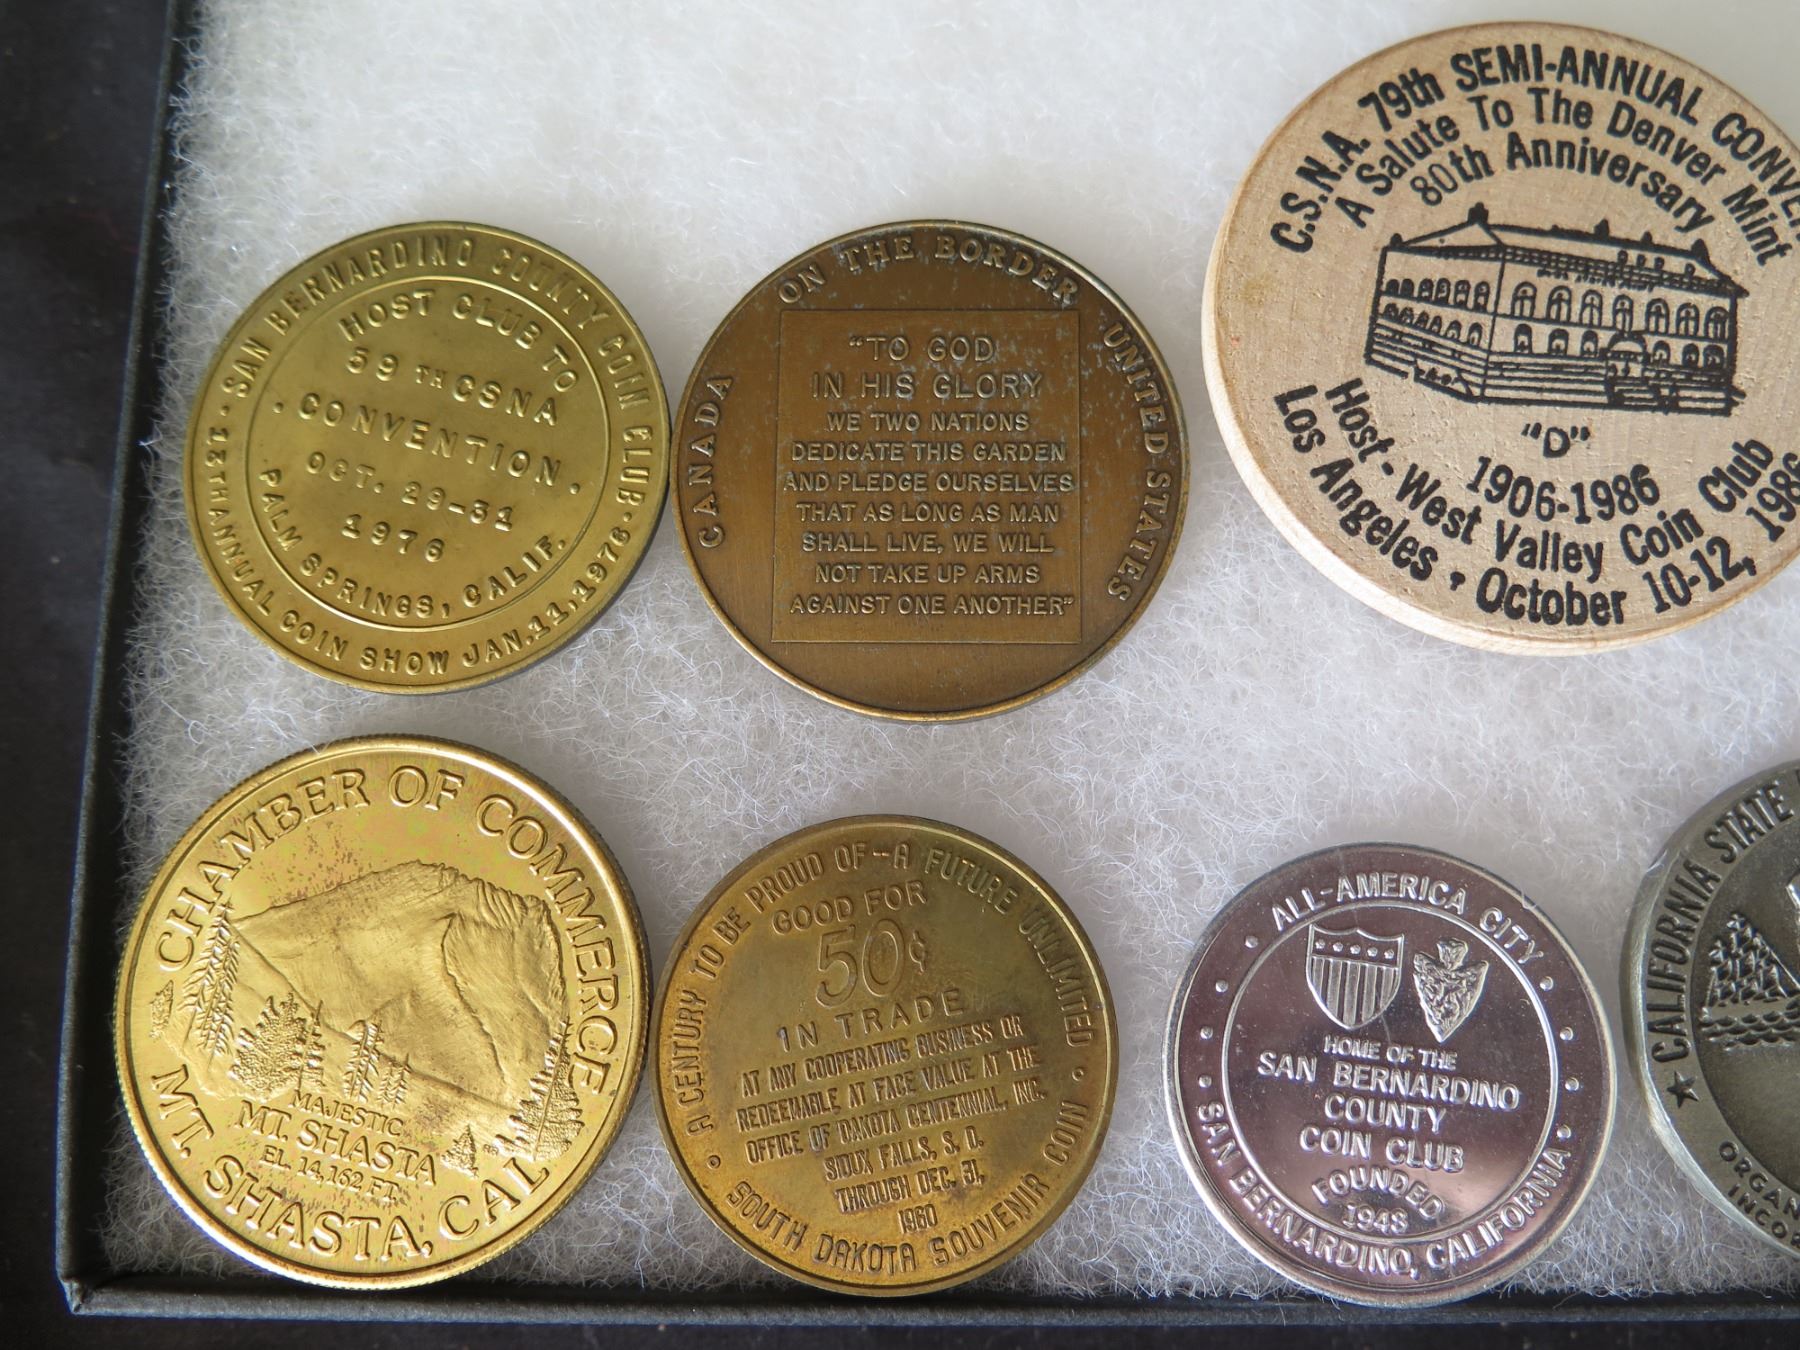 SAN BERNARDINO COUNTY COIN CLUB
HOST CLUB TO
59TH CSNA
CONVENTION
OCT. 29-31
1976
PALM SPRINGS, CALIF.
12TH ANNUAL COIN SHOW JAN. 11, 1976
ON THE BORDER
CANADA
UNITED STATES
"TO GOD
IN HIS GLORY
WE TWO NATIONS
DEDICATE THIS GARDEN
AND PLEDGE OURSELVES
THAT AS LONG AS MAN
SHALL LIVE, WE WILL
NOT TAKE UP ARMS
AGAINST ONE ANOTHER"
C.S.N.A. 79th SEMI-ANNUAL
A Salute To The Denver Mint
80th Anniversary
"D"
1906-1986
Host - West Valley Coin Club
Los Angeles • October 10-12, 1986
CHAMBER OF COMMERCE
MAJESTIC
MT. SHASTA
EL. 14,162 FT.
MT. SHASTA, CAL
A CENTURY TO BE PROUD OF -- A FUTURE UNLIMITED
GOOD FOR
50¢
IN TRADE
AT ANY COOPERATING BUSINESS OR
REDEEMABLE AT FACE VALUE AT THE
OFFICE OF DAKOTA CENTENNIAL, INC.
SIOUX FALLS, S. D.
THROUGH DEC. 31,
1960
SOUTH DAKOTA SOUVENIR COIN
ALL-AMERICA CITY
HOME OF THE
SAN BERNARDINO
COUNTY
COIN CLUB
FOUNDED
1948
SAN BERNARDINO, CALIFORNIA
CALIFORNIA STATE